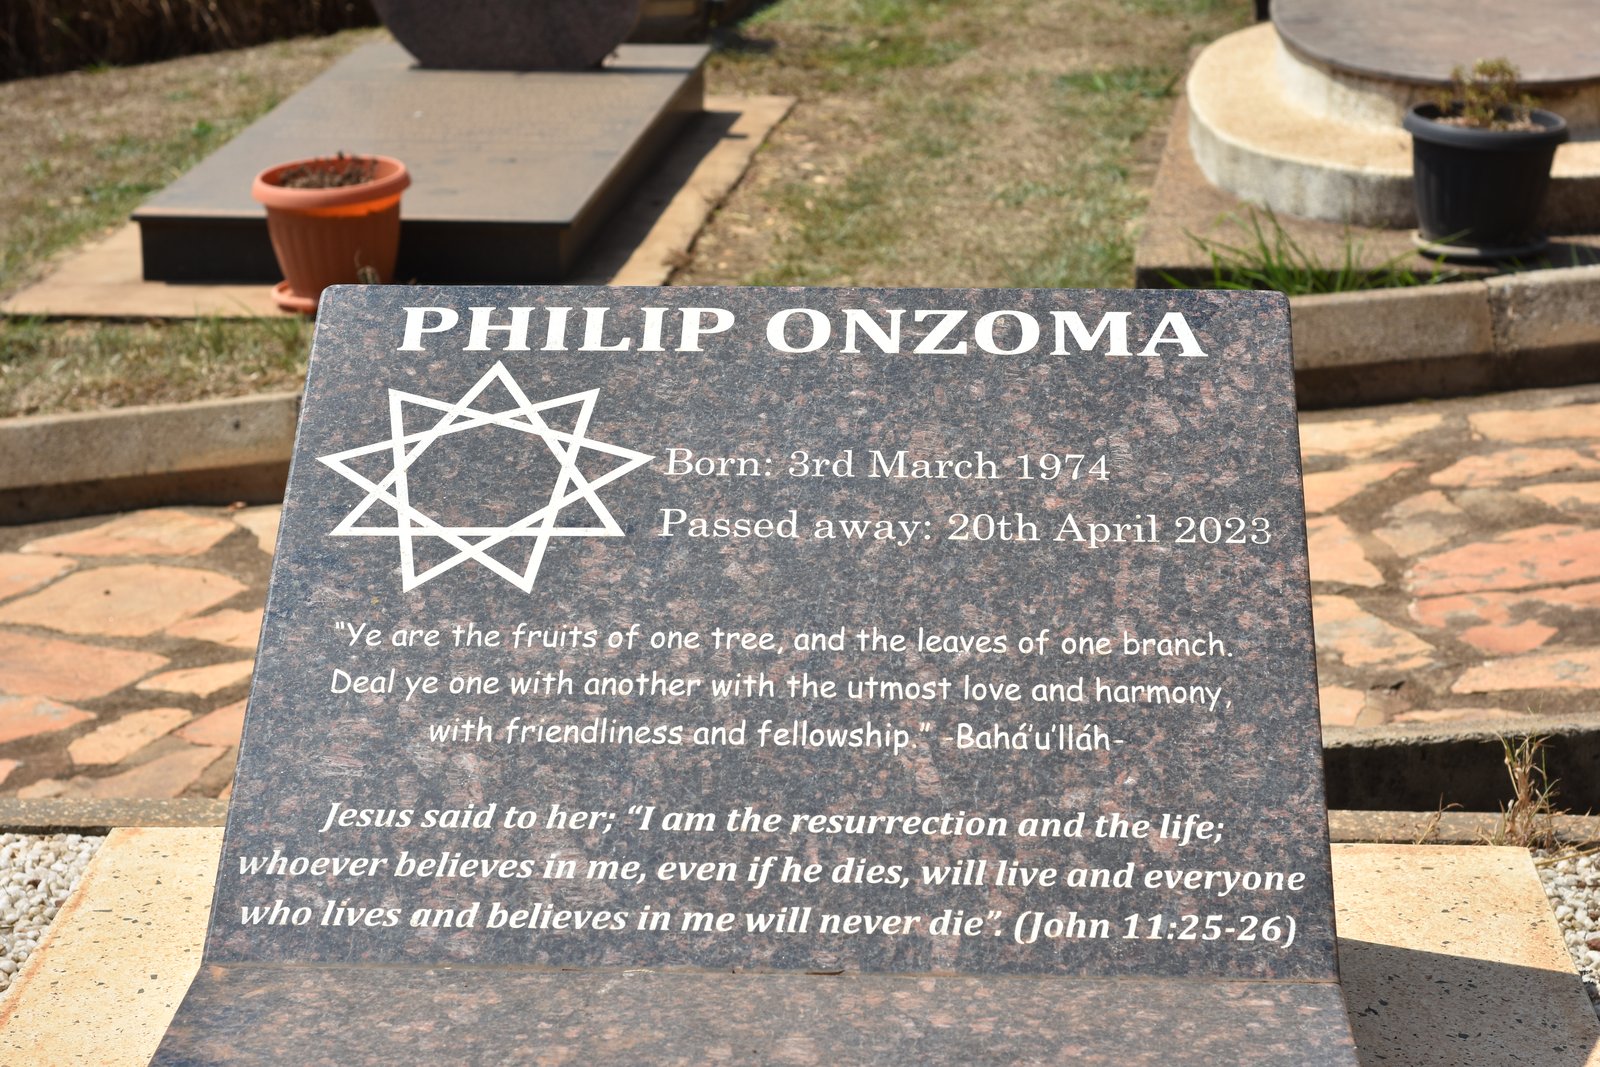 PHILIP ONZOMA
Born: 3rd March 1974
Passed away: 20th April 2023
"Ye are the fruits of one tree, and the leaves of one branch.
Deal ye one with another with the utmost love and harmony,
with friendliness and fellowship." -Bahá'u'lláh-
Jesus said to her; “I am the resurrection and the life;
whoever believes in me, even if he dies, will live and everyone
who lives and believes in me will never die”. (John 11:25-26)